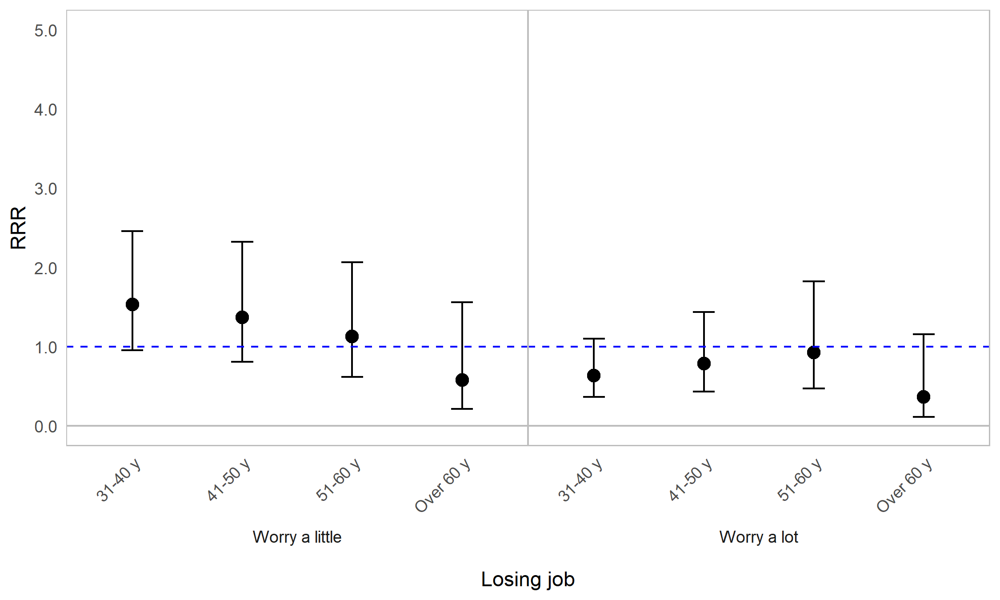 5.0
4.0
3.0
2.0
1.0
0.0
RRR
31-40 y
41-50 y
51-60 y
Over 60 y
31-40 y
41-50 y
51-60 y
Over 60 y
Worry a little
Worry a lot
Losing job